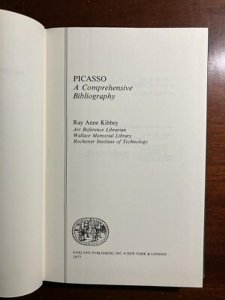 PICASSO
A Comprehensive
Bibliography
Ray Anne Kibbey
Art Reference Librarian
Wallace Memorial Library
Rochester Institute of Technology
GARLAND PUBLISHING, INC. • NEW YORK & LONDON
1977